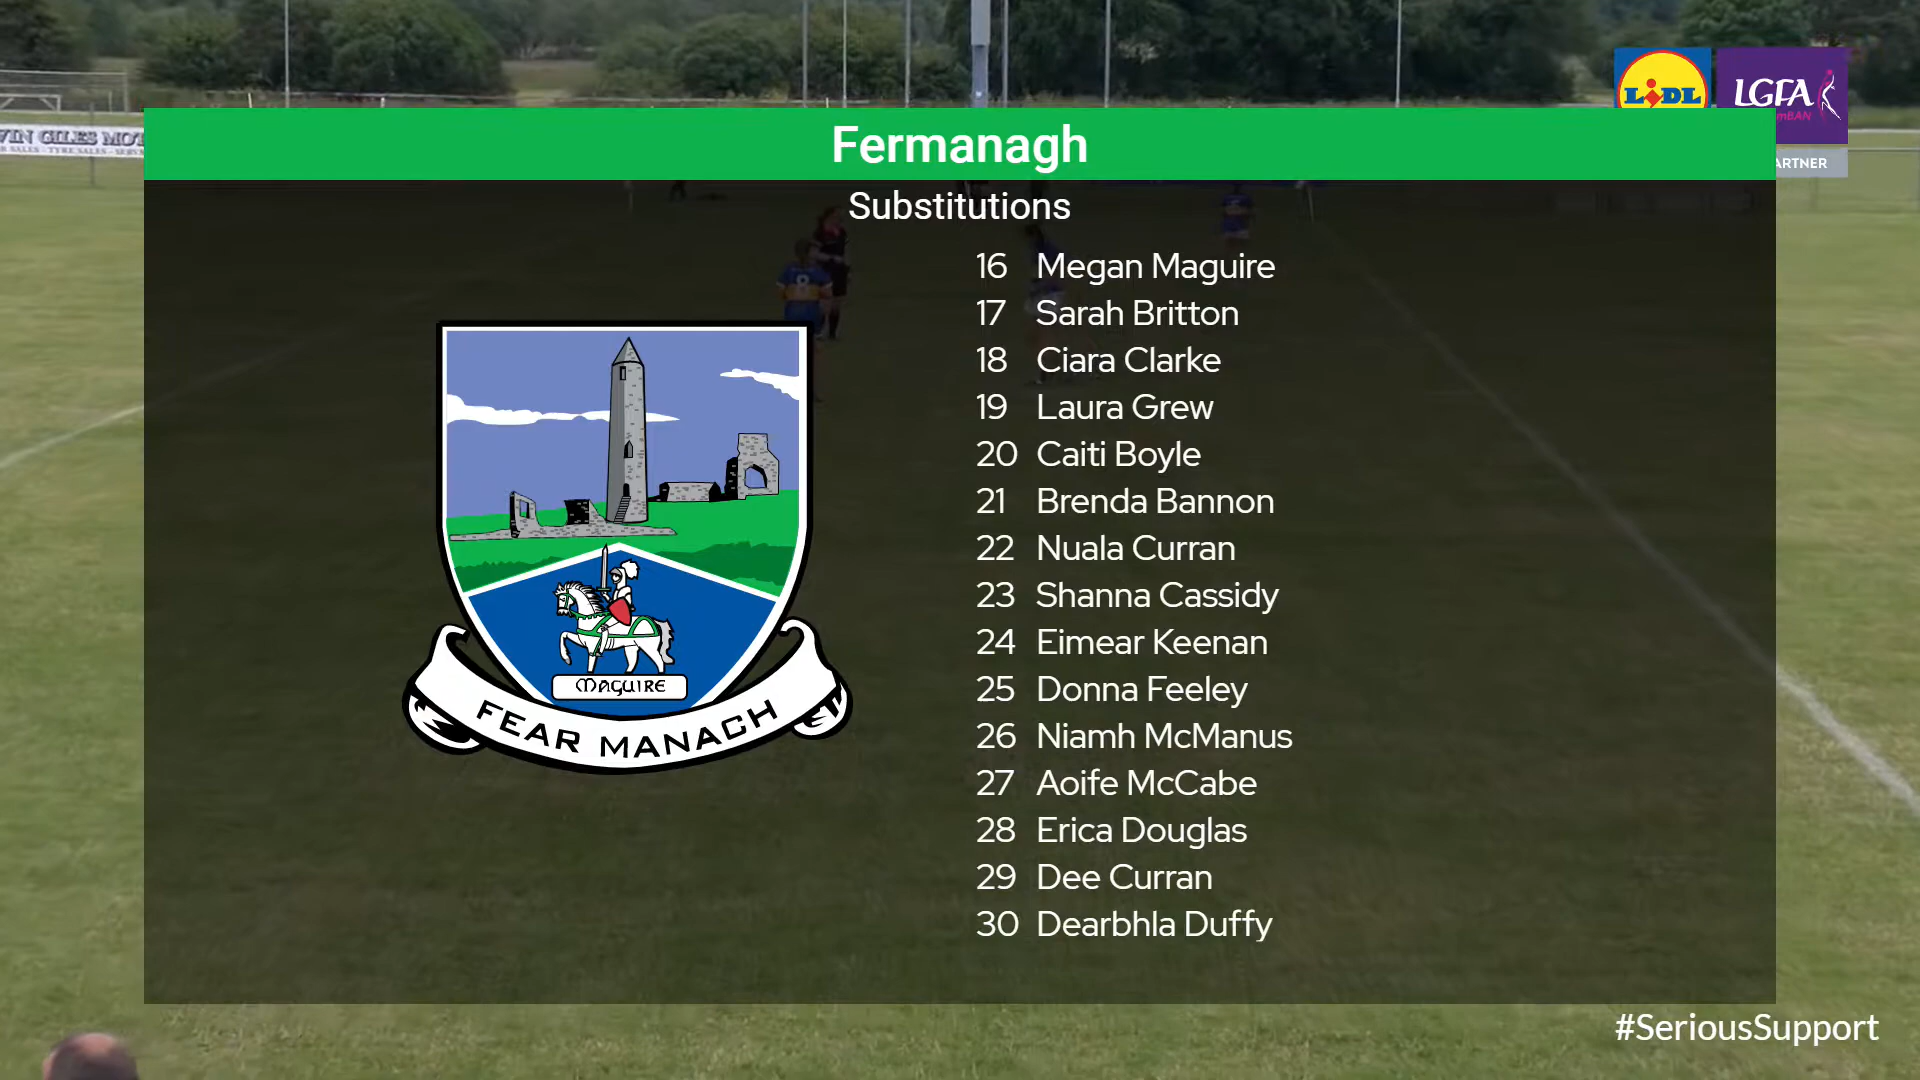 LIDL
LGFA
ARTNER
Fermanagh
Substitutions
16 Megan Maguire
17 Sarah Britton
18 Ciara Clarke
19 Laura Grew
20 Caiti Boyle
21 Brenda Bannon
22 Nuala Curran
23 Shanna Cassidy
24 Eimear Keenan
25 Donna Feeley
26 Niamh McManus
27 Aoife McCabe
28 Erica Douglas
29 Dee Curran
30 Dearbhla Duffy
MAGUIRE
FEAR MANACH
#SeriousSupport